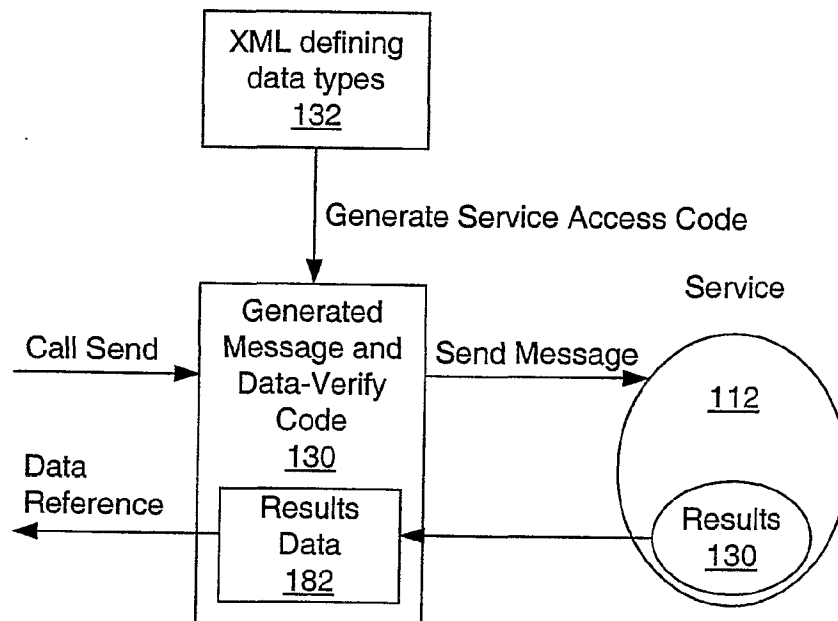 XML defining
data types
132
Generate Service Access Code
Service
Generated
Message and
Data-Verify
Code
130
Call Send
Send Message
112
Data
Reference
Results
Data
182
Results
130